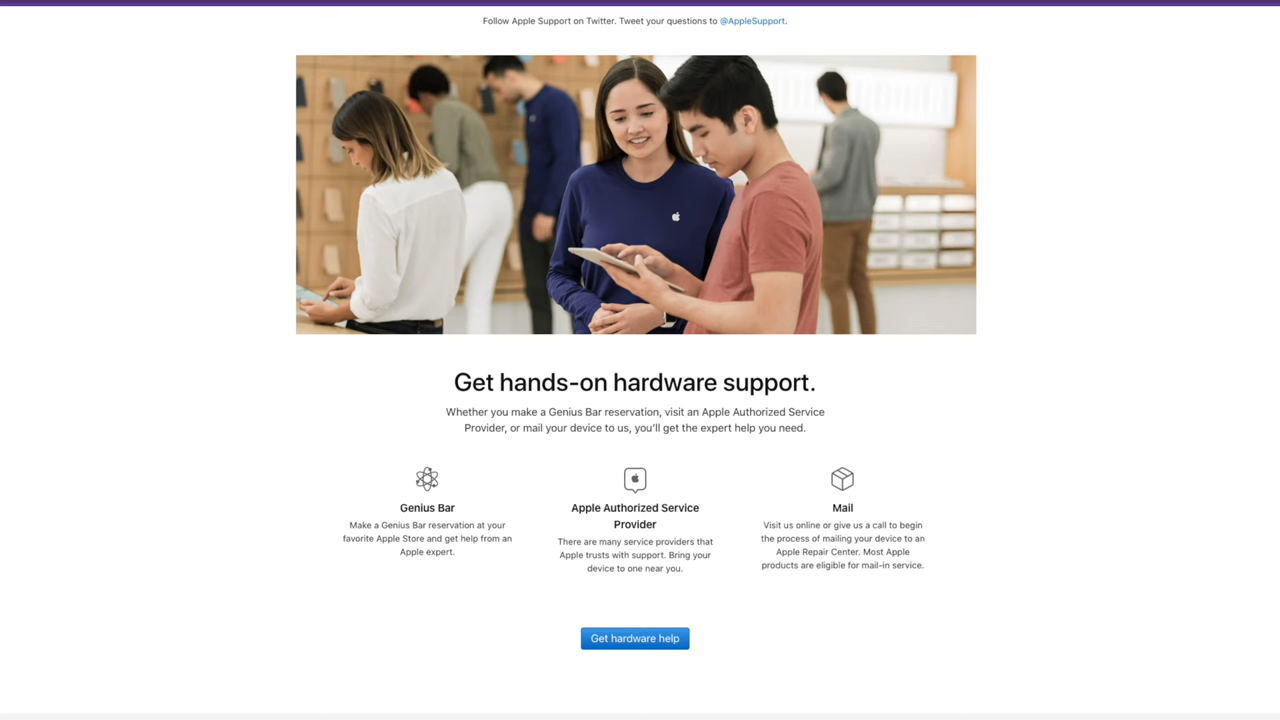 Follow Apple Support on Twitter. Tweet your questions to @AppleSupport.
Get hands-on hardware support.
Whether you make a Genius Bar reservation, visit an Apple Authorized Service
Provider, or mail your device to us, you’ll get the expert help you need.
Genius Bar
Make a Genius Bar reservation at your
favorite Apple Store and get help from an
Apple expert.
Apple Authorized Service
Provider
There are many service providers that
Apple trusts with support. Bring your
device to one near you.
Mail
Visit us online or give us a call to begin
the process of mailing your device to an
Apple Repair Center. Most Apple
products are eligible for mail-in service.
Get hardware help